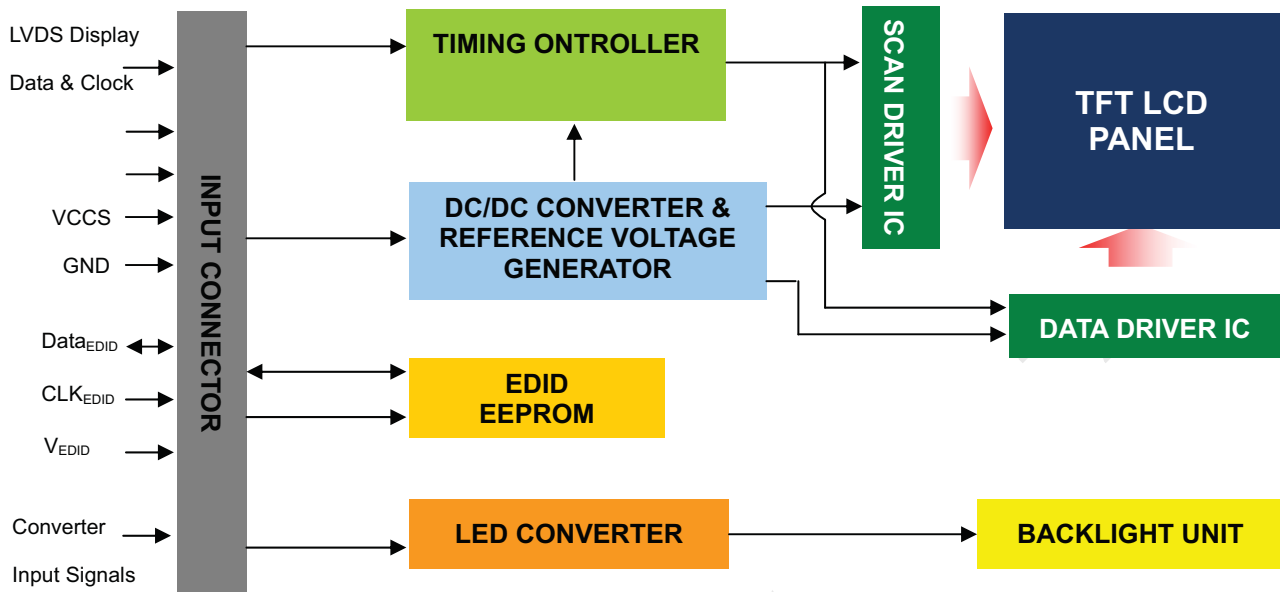 LVDS Display
Data & Clock
VCCS
GND
DataEDID
CLKEDID
VEDID
Converter
Input Signals
INPUT CONNECTOR
TIMING ONTROLLER
DC/DC CONVERTER &
REFERENCE VOLTAGE
GENERATOR
EDID
EEPROM
LED CONVERTER
SCAN DRIVER IC
TFT LCD
PANEL
DATA DRIVER IC
BACKLIGHT UNIT